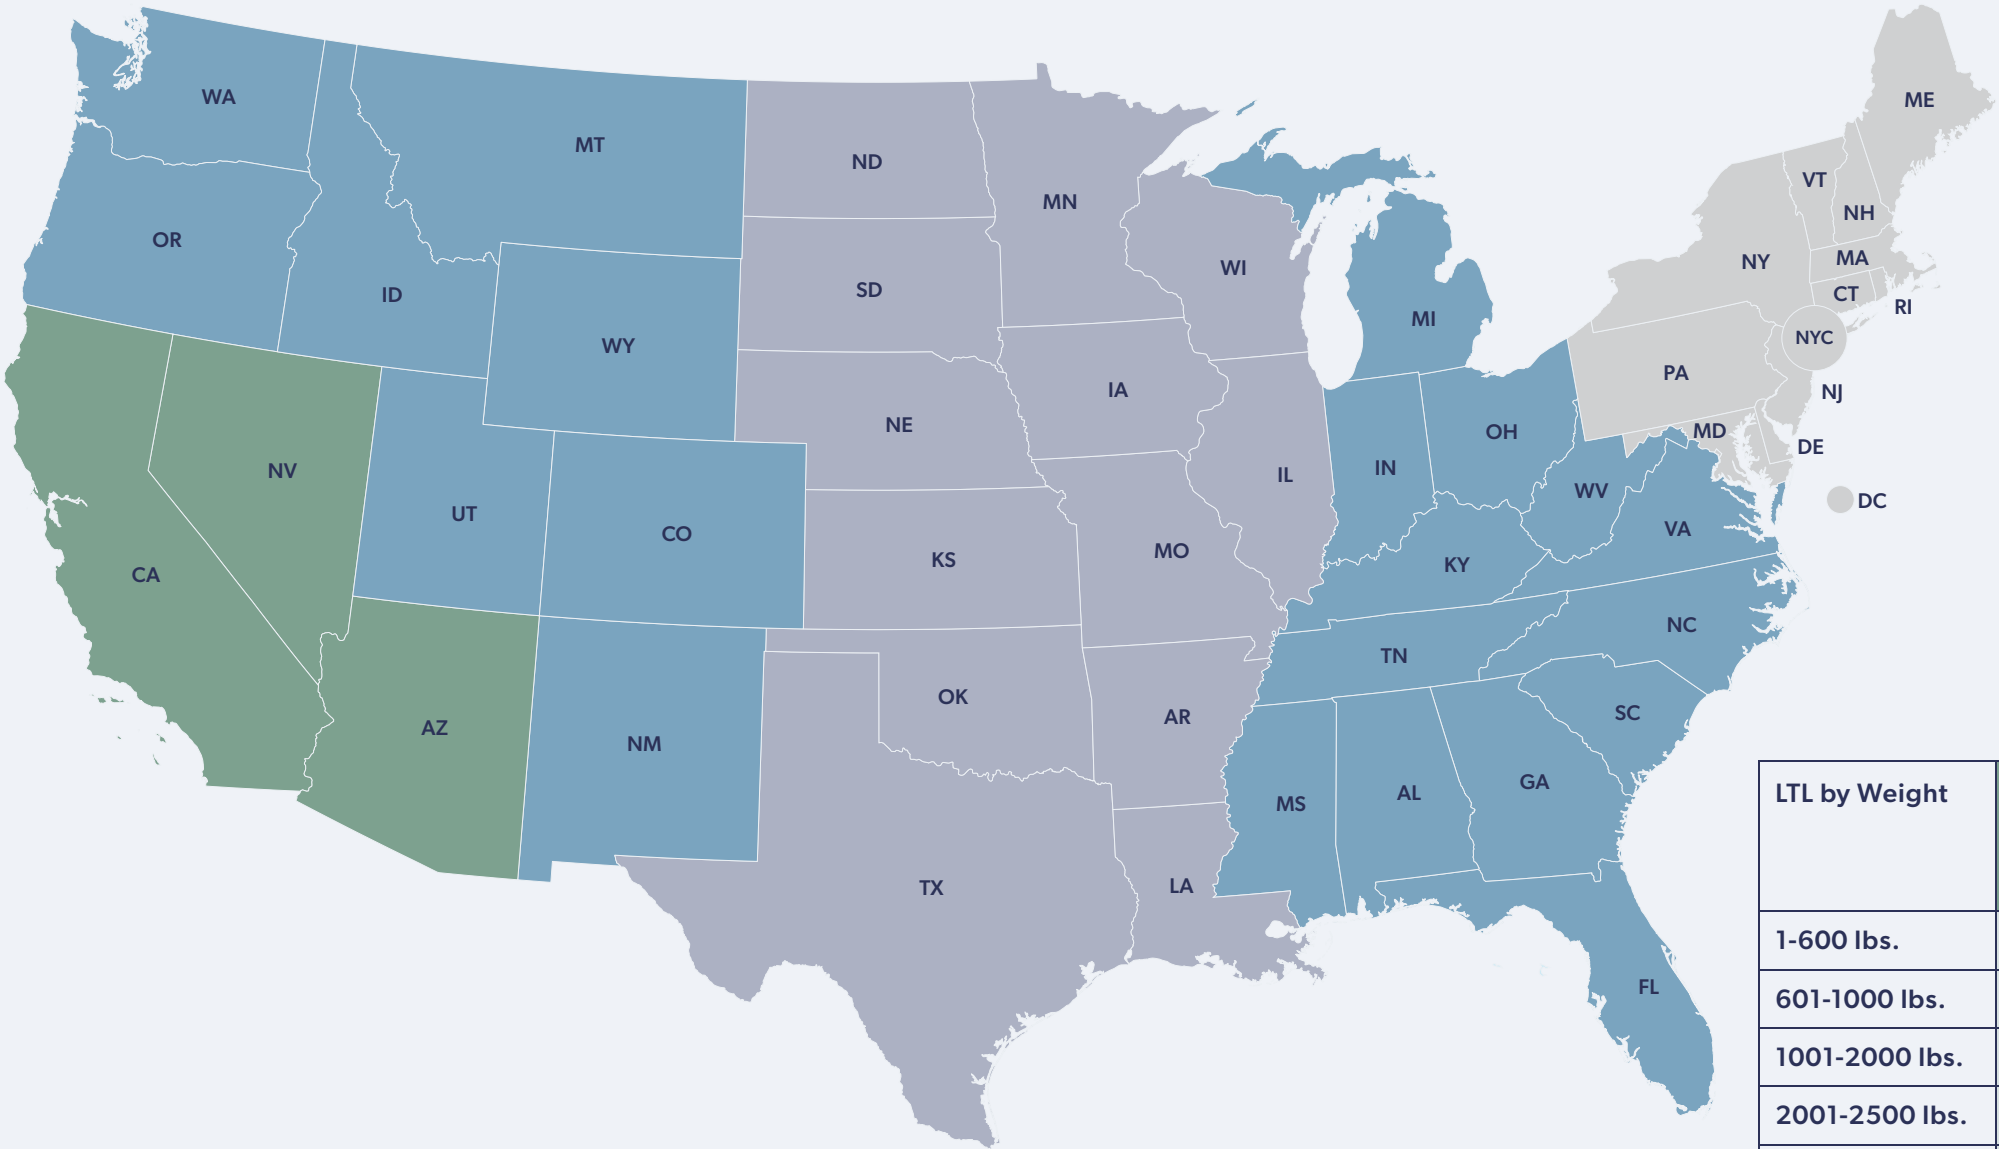 WA
MT
ND
MN
ME
VT
NH
OR
ID
SD
WI
NY
MA
CT
RI
WY
MI
NYC
PA
NJ
IA
NE
OH
MD
DE
NV
UT
CO
KS
MO
IL
IN
WV
DC
VA
CA
KY
NC
TN
AZ
NM
OK
AR
SC
MS
AL
GA
TX
LA
FL
LTL by Weight
1-600 lbs.
601-1000 lbs.
1001-2000 lbs.
2001-2500 lbs.